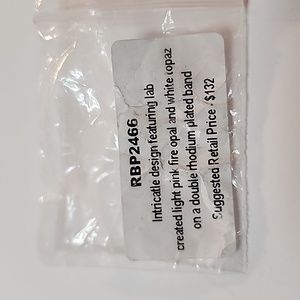 RBP2466
Intricatle design featuring lab
created light pink fire opal and white topaz
on a double rhodium plated band
Suggested Retail Price - $132